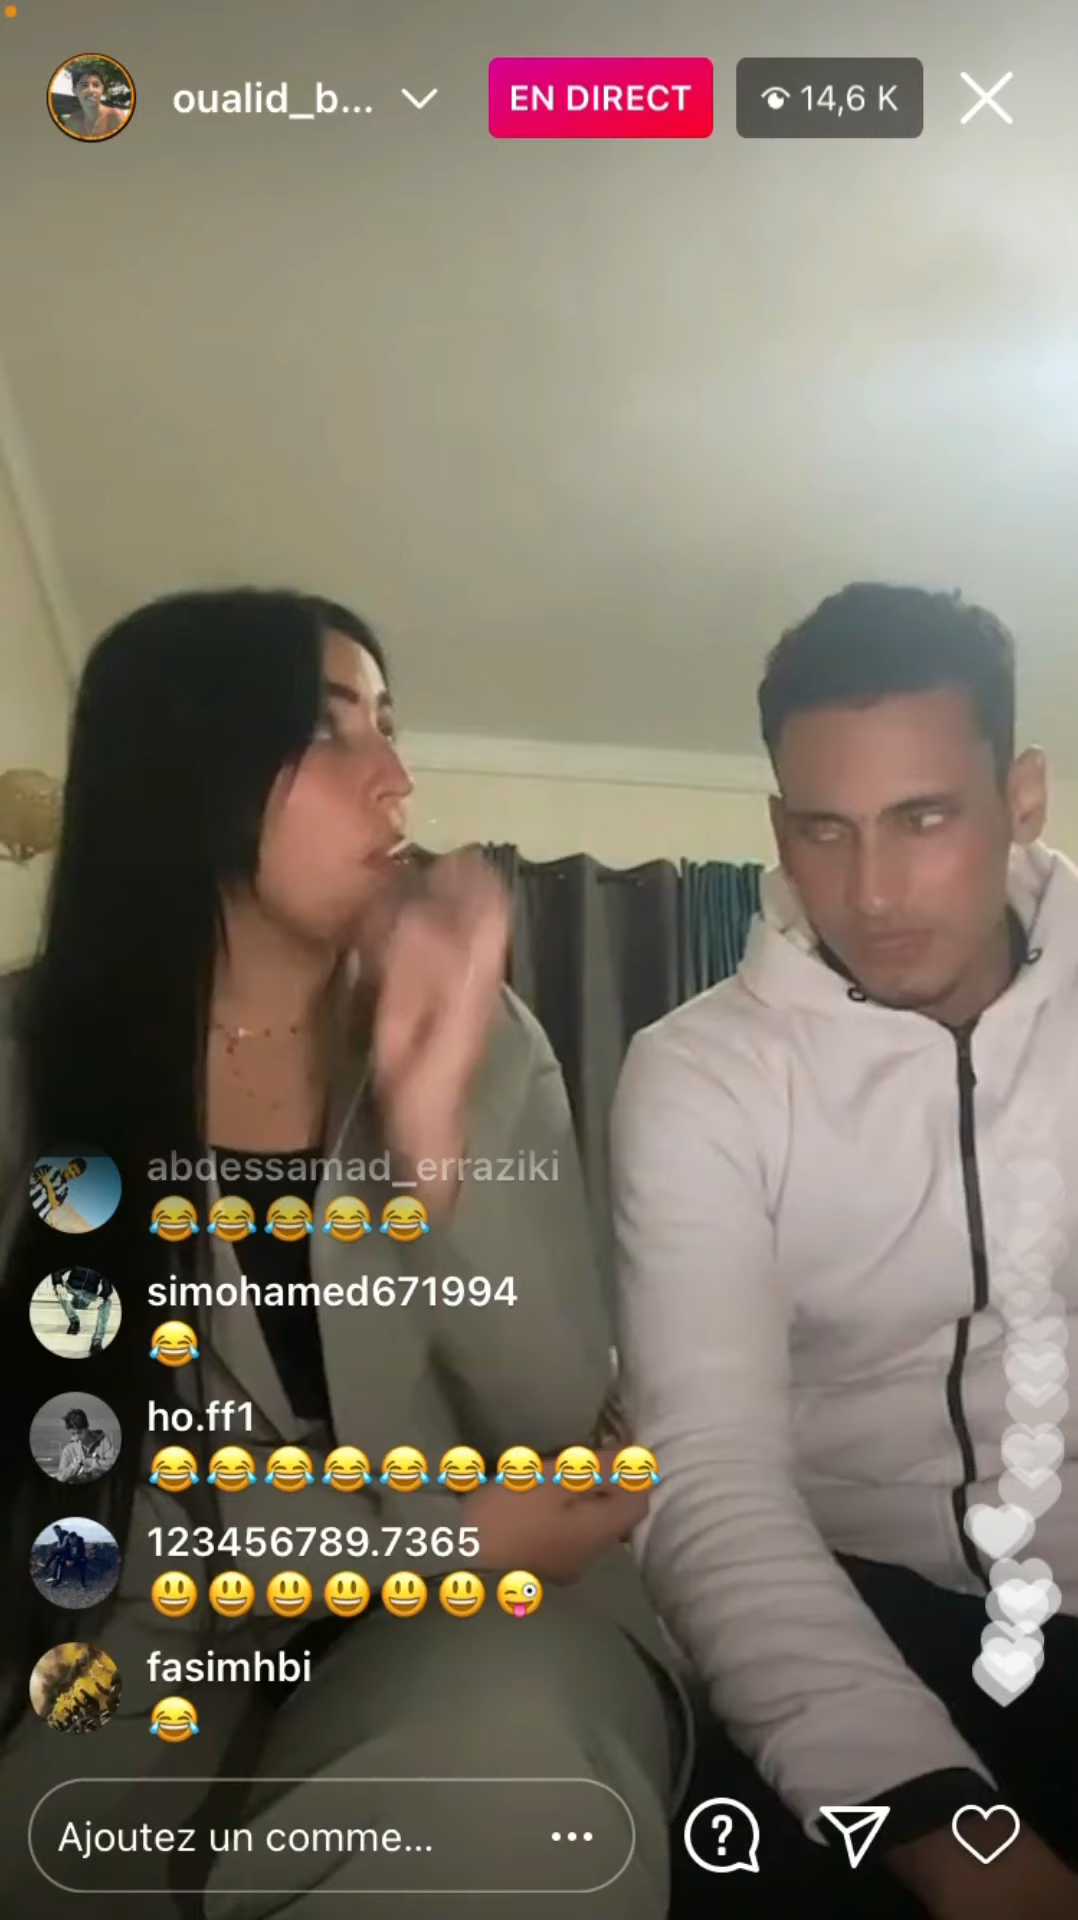 oualid_b...
EN DIRECT
14,6 K
abdessamad_erraziki
😂😂😂😂😂
simohamed671994
😂
ho.ff1
😂😂😂😂😂😂😂😂😂
123456789.7365
😃😃😃😃😃😃😜
fasimhbi
😂
Ajoutez un comme...